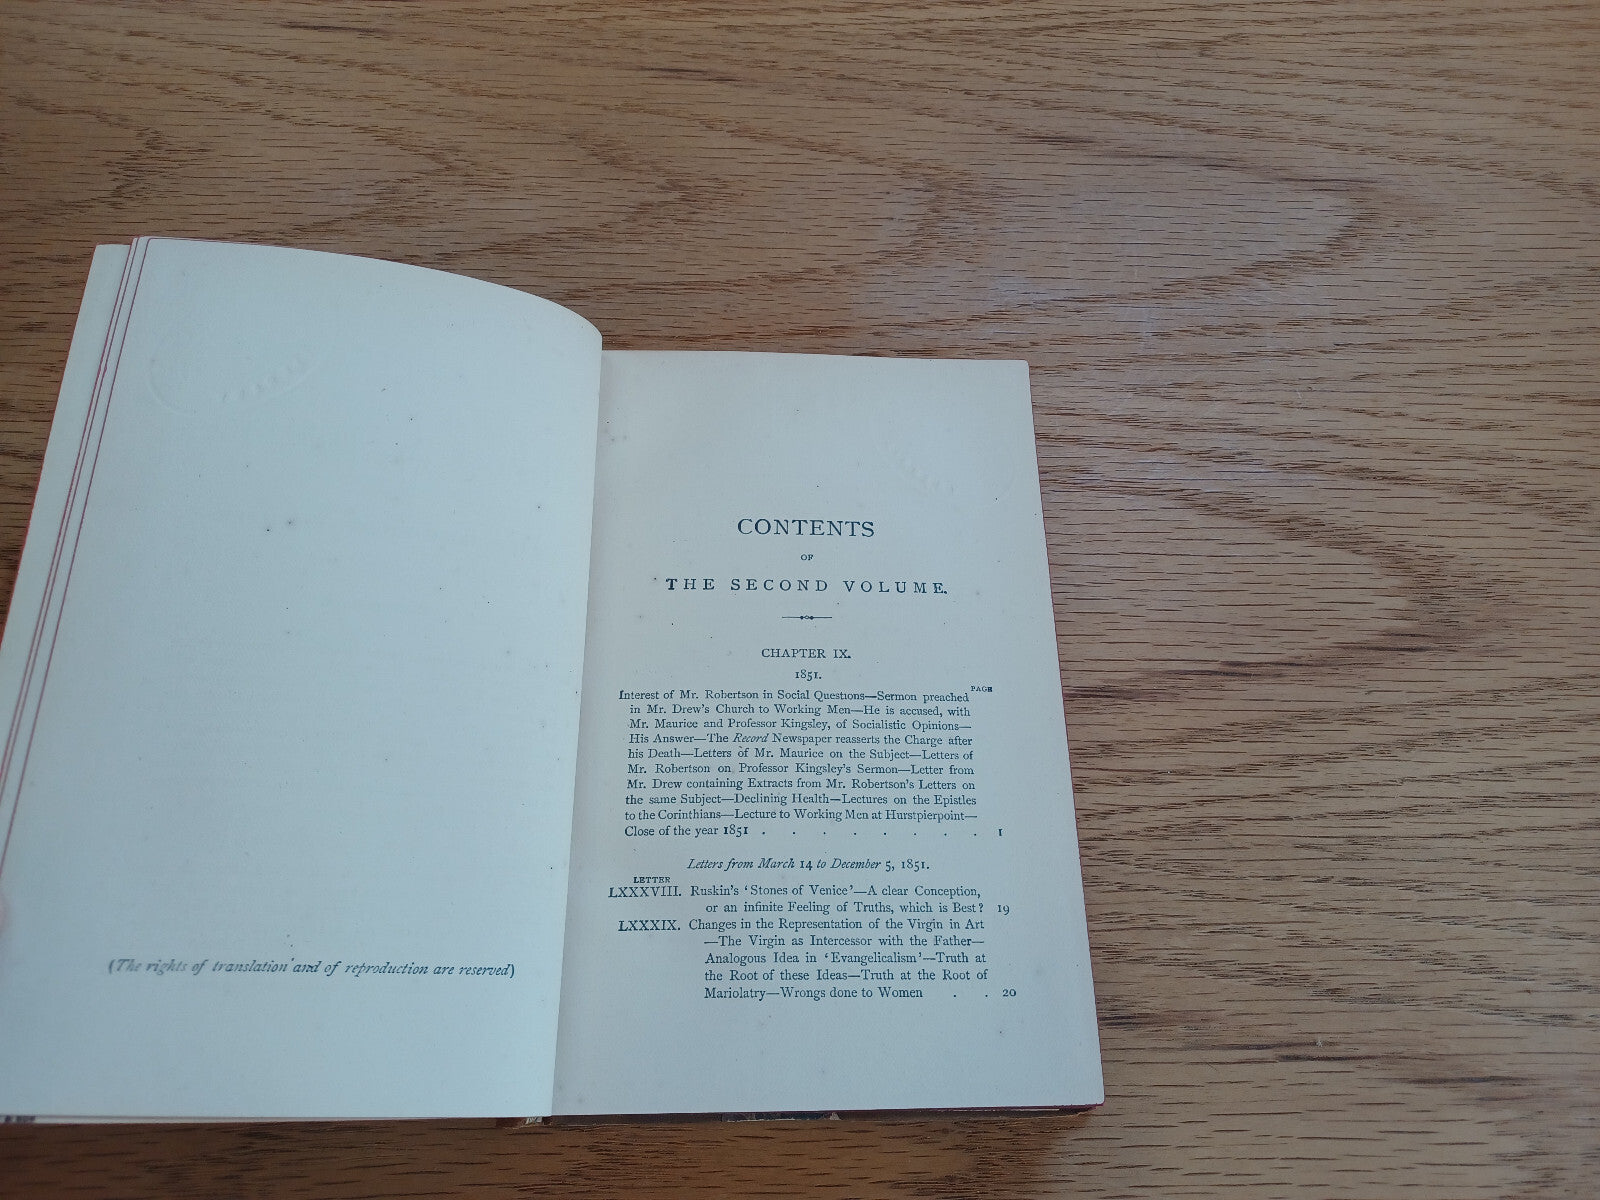 (The rights of translation and of reproduction are reserved)
CONTENTS
OF
THE SECOND VOLUME.
CHAPTER IX.
1851.
PAGE
Interest of Mr. Robertson in Social Questions—Sermon preached
in Mr. Drew's Church to Working Men—He is accused, with
Mr. Maurice and Professor Kingsley, of Socialistic Opinions—
His Answer—The Record Newspaper reasserts the Charge after
his Death—Letters of Mr. Maurice on the Subject—Letters of
Mr. Robertson on Professor Kingsley's Sermon—Letter from
Mr. Drew containing Extracts from Mr. Robertson's Letters on
the same Subject—Declining Health—Lectures on the Epistles
to the Corinthians—Lecture to Working Men at Hurstpierpoint—
Close of the year 1851 . . . . . . . . 1
Letters from March 14 to December 5, 1851.
LETTER
LXXXVIII. Ruskin's 'Stones of Venice'—A clear Conception,
or an infinite Feeling of Truths, which is Best? 19
LXXXIX. Changes in the Representation of the Virgin in Art
—The Virgin as Intercessor with the Father—
Analogous Idea in 'Evangelicalism'—Truth at
the Root of these Ideas—Truth at the Root of
Mariolatry—Wrongs done to Women . . 20